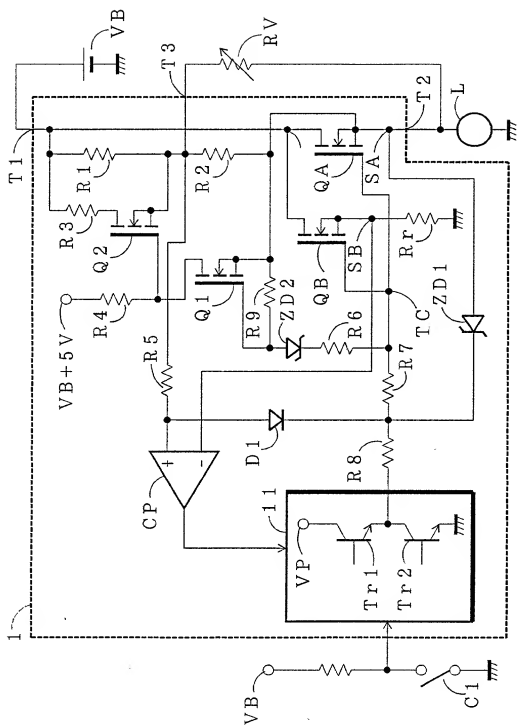 VB
T3
RV
T1
R1
R2
R3
Q2
QA
SA
T2
L
VB+5V
R4
Q1
R9
QB
SB
ZD2
Rr
R5
R6
TC
ZD1
R7
D1
R8
CP
+
-
11
VP
Tr1
Tr2
1
VB
C1